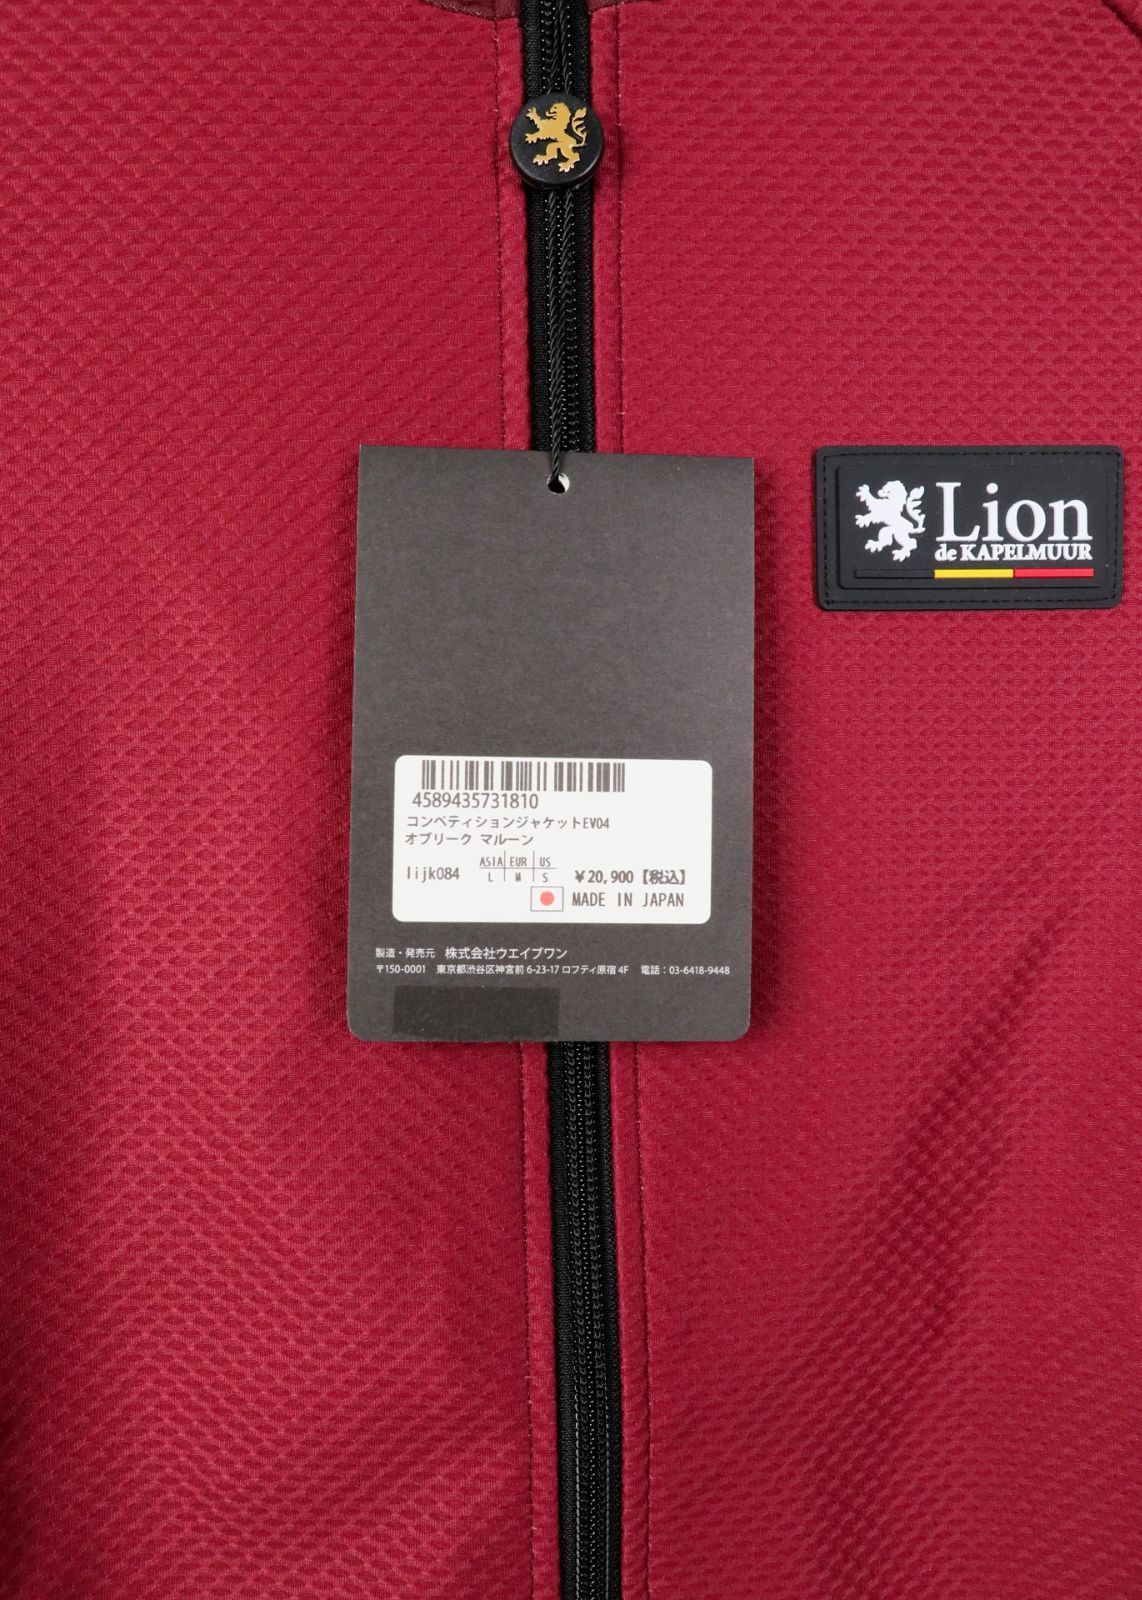 Lion
de KAPELMUUR
4589435731810
コンペティションジャケットEV04
オブリーク マルーン
lijk084 ASIA EUR US
L M S
￥20,900【税込】
MADE IN JAPAN
製造・発売元 株式会社ウエイブワン
〒150-0001 東京都渋谷区神宮前 6-23-17 ロフティ原宿 4F 電話：03-6418-9448